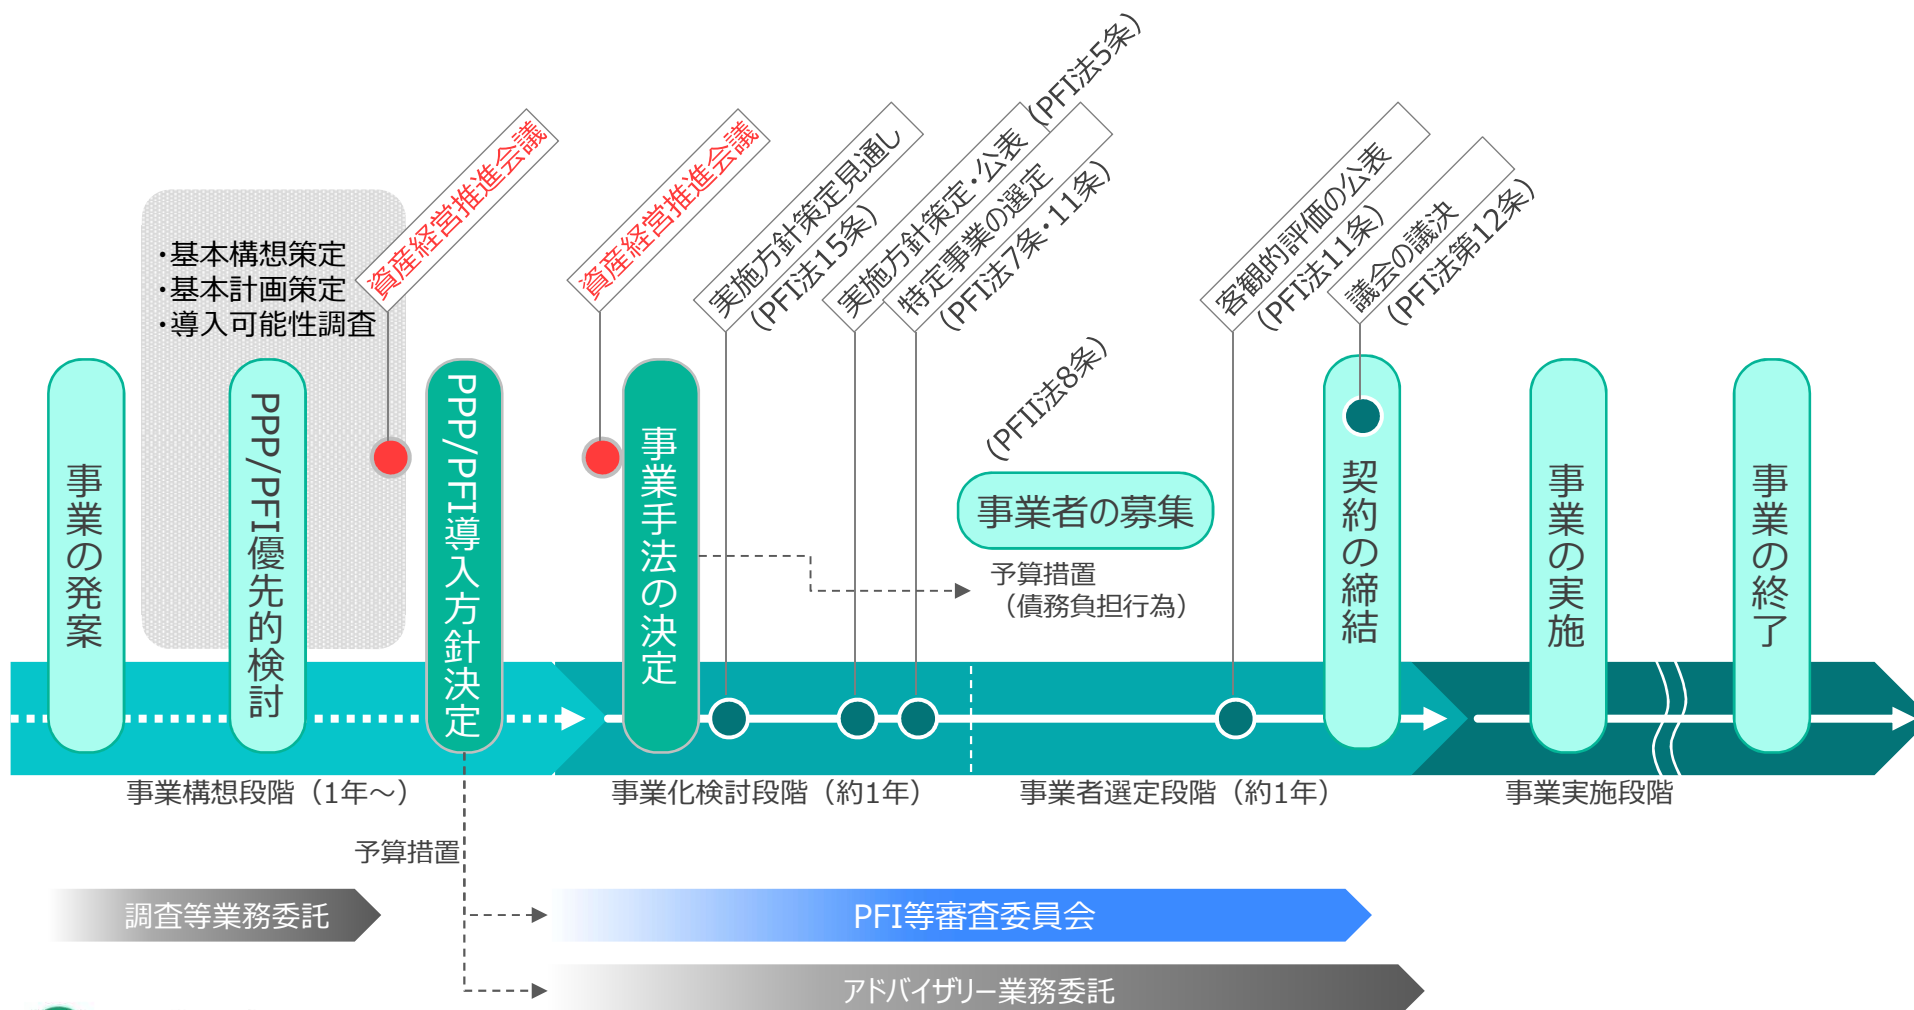 資産経営推進会議
資産経営推進会議
実施方針策定見通し
(PFI法15条)
実施方針策定・公表 (PFI法5条)
特定事業の選定
(PFI法7条・11条)
客観的評価の公表
(PFI法11条)
議会の議決
(PFI法第12条)
・基本構想策定
・基本計画策定
・導入可能性調査
事業の発案
PPP/PFI優先的検討
PPP/PFI導入方針決定
事業手法の決定
(PFII法8条)
事業者の募集
予算措置
（債務負担行為）
契約の締結
事業の実施
事業の終了
事業構想段階（1年～）
事業化検討段階（約1年）
事業者選定段階（約1年）
事業実施段階
予算措置
調査等業務委託
PFI等審査委員会
アドバイザリー業務委託